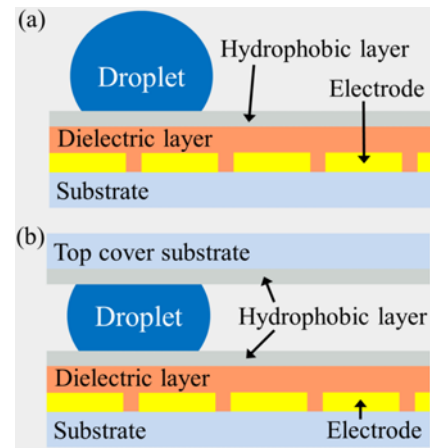 (a)
Hydrophobic layer
Droplet
Electrode
Dielectric layer
Substrate
(b)
Top cover substrate
Droplet
Hydrophobic layer
Dielectric layer
Substrate
Electrode